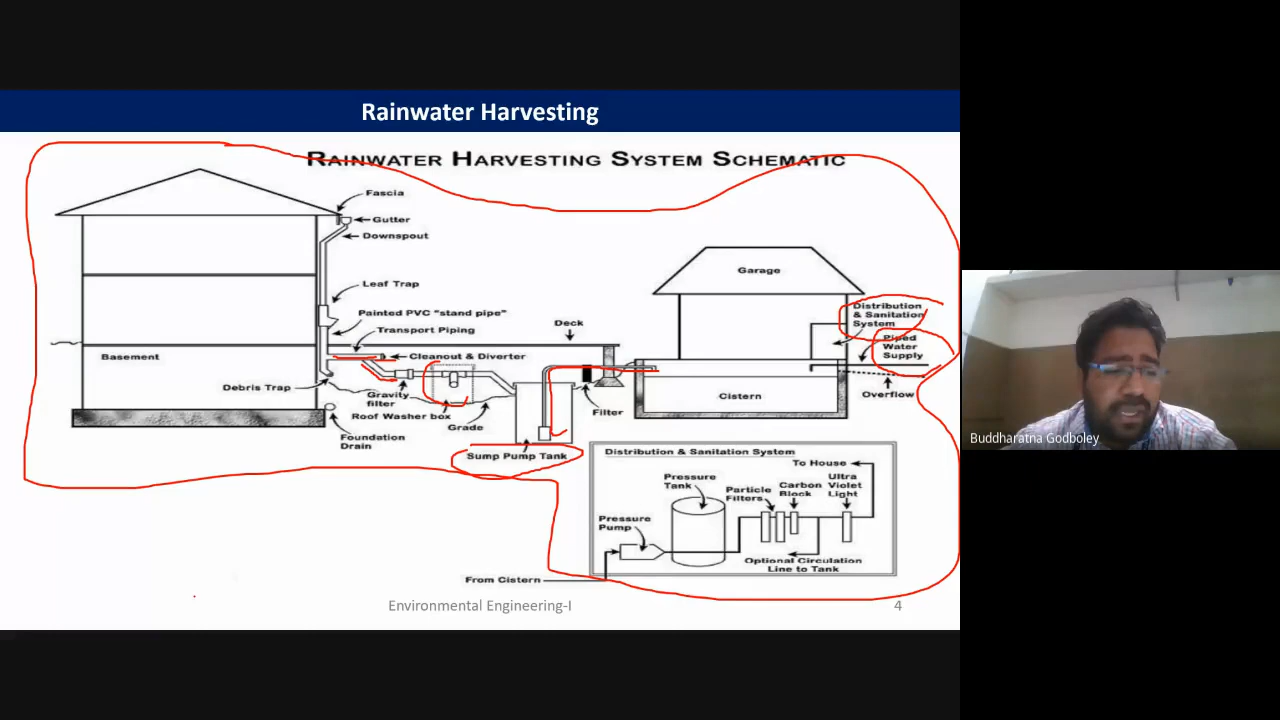 Rainwater Harvesting
RAINWATER HARVESTING SYSTEM SCHEMATIC
Fascia
Gutter
Downspout
Leaf Trap
Painted PVC "stand pipe"
Transport Piping
Cleanout & Diverter
Deck
Basement
Debris Trap
Gravity
filter
Roof Washer box
Grade
Foundation
Drain
Sump Pump Tank
Filter
Garage
Cistern
Distribution
& Sanitation
System
Piped
Water
Supply
Overflow
Distribution & Sanitation System
To House
Pressure
Tank
Particle
Filters
Carbon
Block
Ultra
Violet
Light
Pressure
Pump
Optional Circulation
Line to Tank
From Cistern
Environmental Engineering-I
4
Buddharatna Godboley